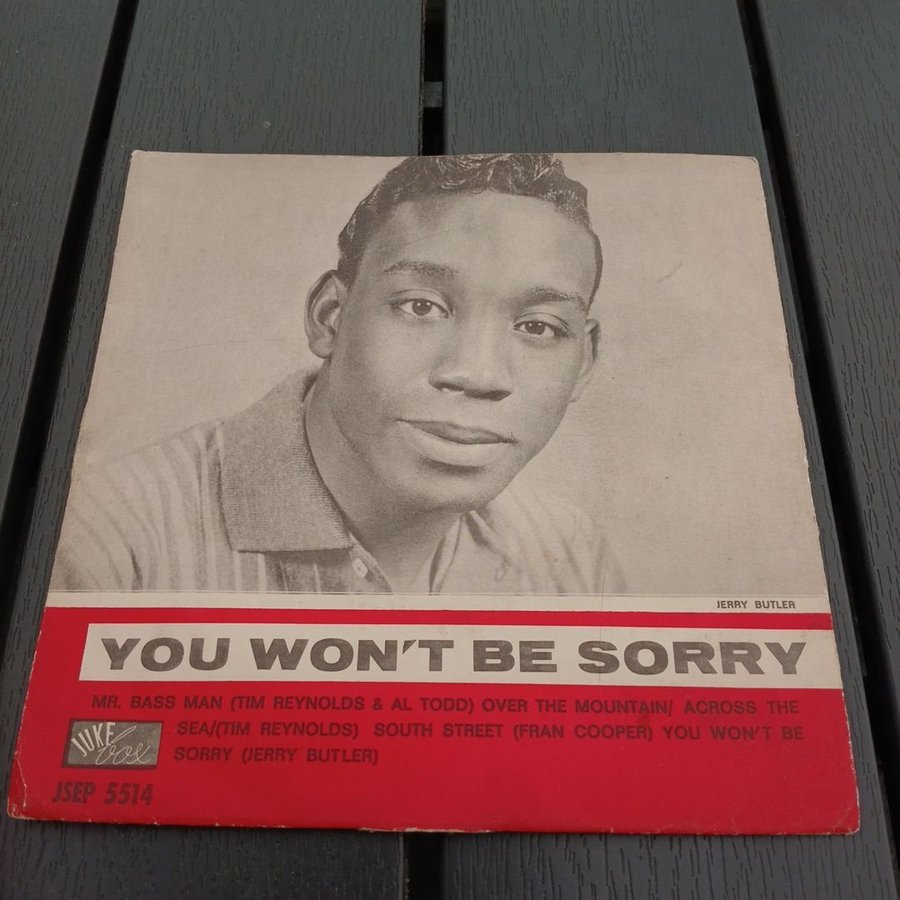 JERRY BUTLER
YOU WON'T BE SORRY
MR. BASS MAN (TIM REYNOLDS & AL TODD) OVER THE MOUNTAIN/ ACROSS THE
SEA/(TIM REYNOLDS) SOUTH STREET (FRAN COOPER) YOU WON'T BE
SORRY (JERRY BUTLER)
JUKE box
JSEP 5514